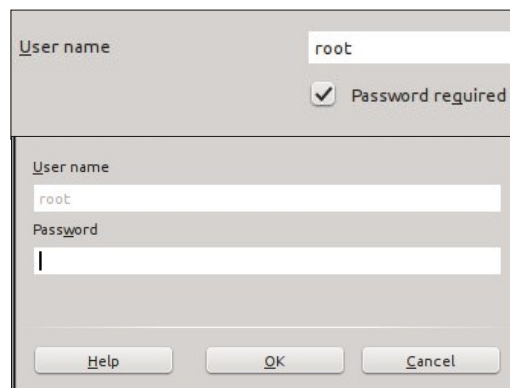 User name root
Password required
User name
root
Password
Help OK Cancel